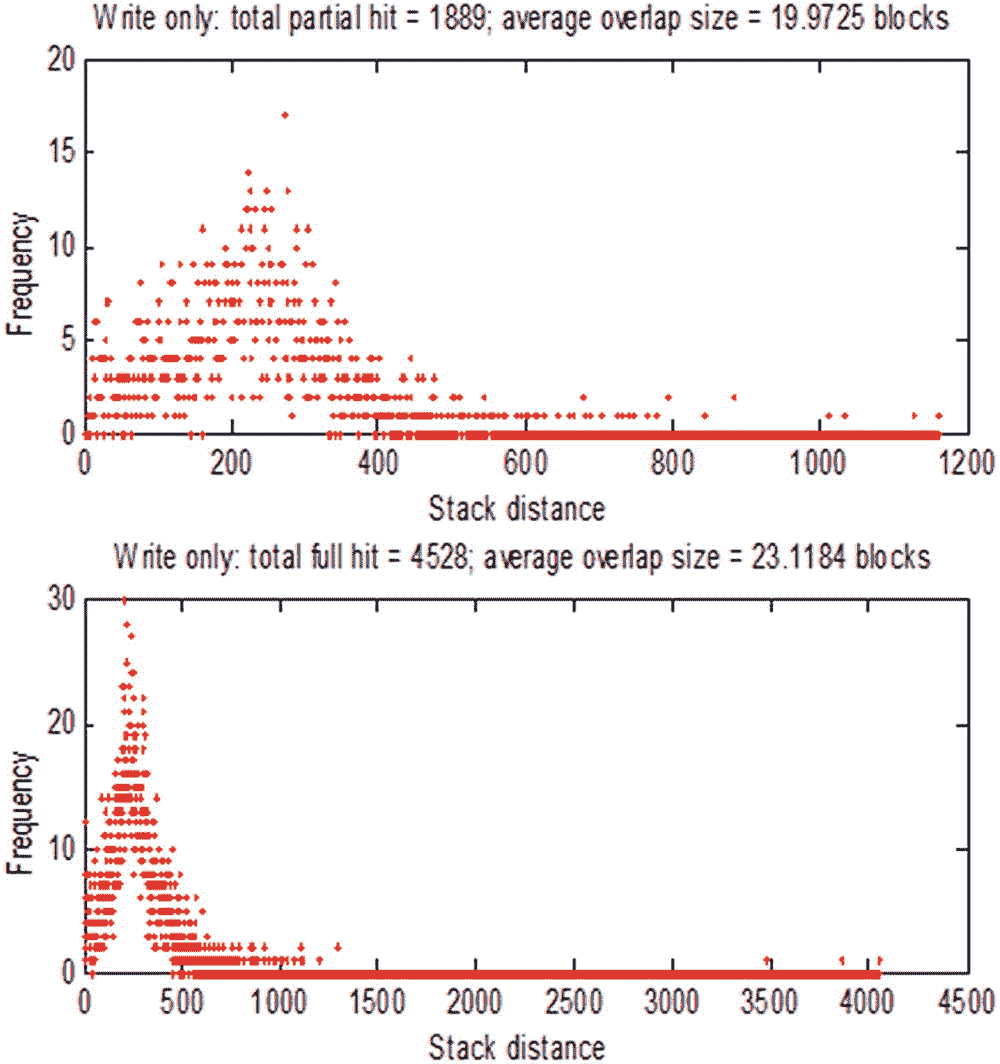 Write only: total partial hit = 1889; average overlap size = 19.9725 blocks
20
15
10
5
0
Frequency
0 200 400 600 800 1000 1200
Stack distance
Write only: total full hit = 4528; average overlap size = 23.1184 blocks
30
20
10
0
Frequency
0 500 1000 1500 2000 2500 3000 3500 4000 4500
Stack distance